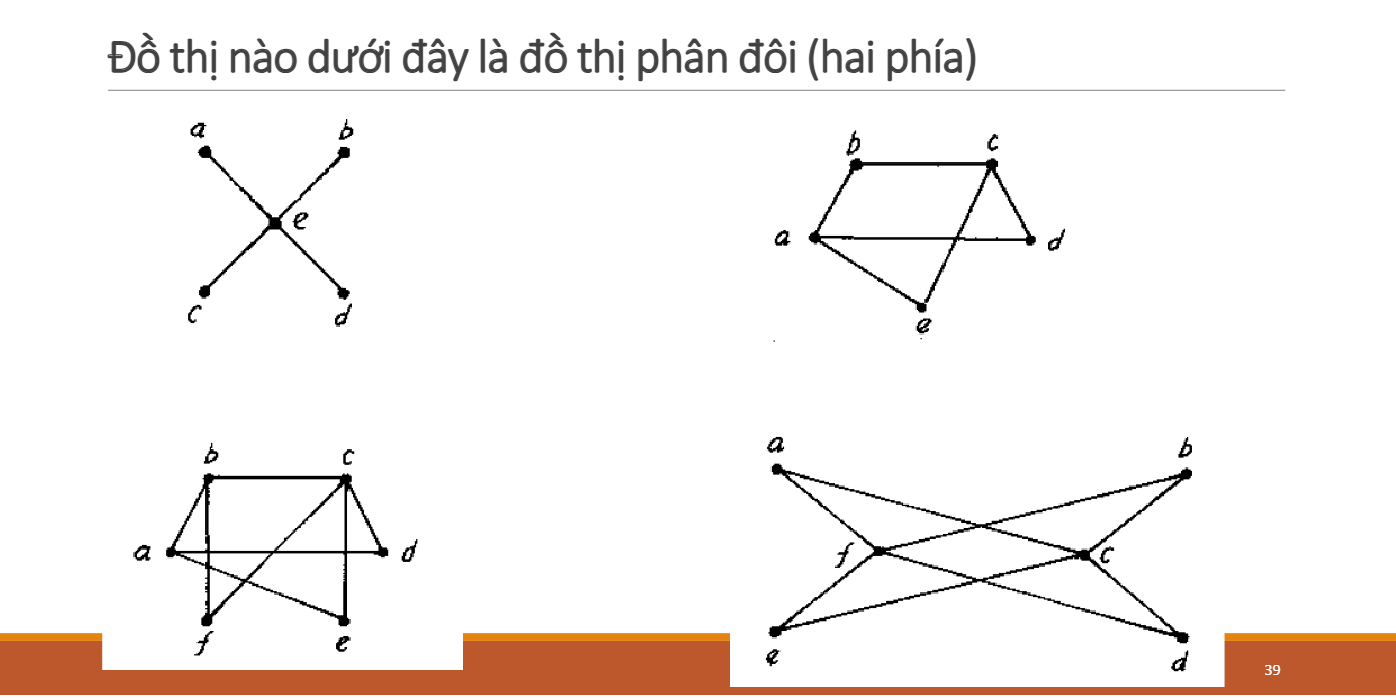 Đồ thị nào dưới đây là đồ thị phân đôi (hai phía)
a b
e
c d
b c
a d
e
b c
a d
f e
a b
f c
e d
39